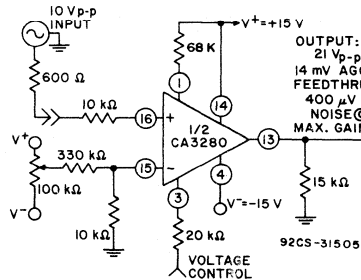 10 Vp-p
INPUT
600 Ω
10 kΩ
68 K
V+=+15 V
OUTPUT:
21 Vp-p
14 mV AG
FEEDTHR
400 μV
NOISE
MAX. GAI
1
14
16
+
1/2
CA3280
13
15
−
4
3
V+
330 kΩ
100 kΩ
V−
10 kΩ
20 kΩ
V−=-15 V
15 kΩ
VOLTAGE
CONTROL
92CS-31505